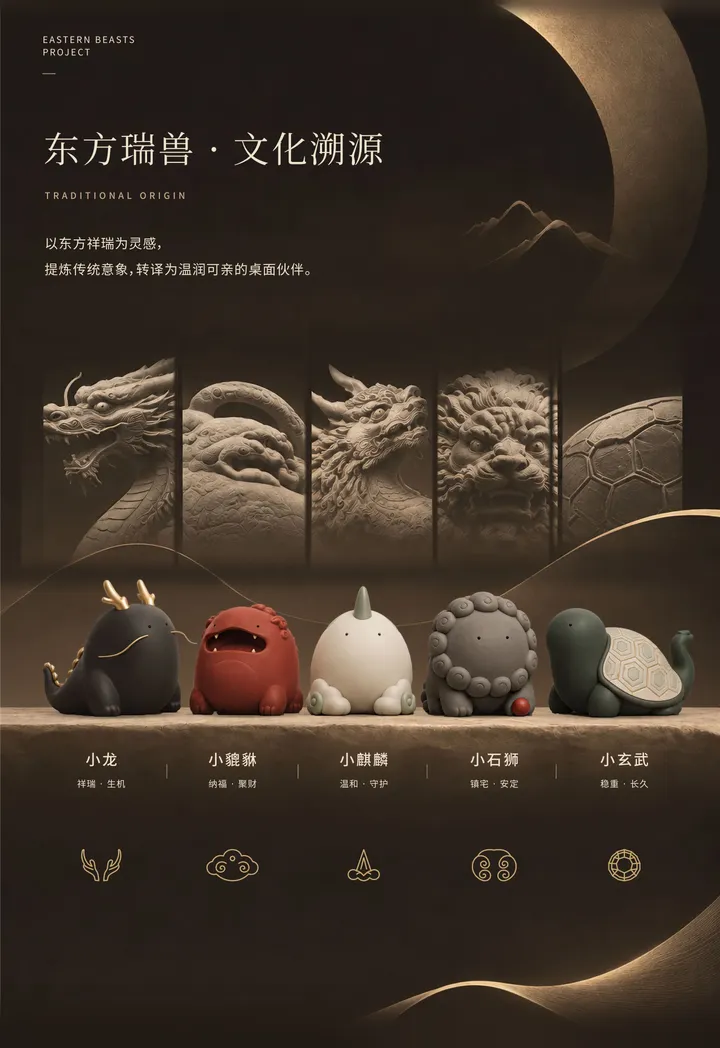 EASTERN BEASTS
PROJECT
东方瑞兽 · 文化溯源
TRADITIONAL ORIGIN
以东方祥瑞为灵感，
提炼传统意象，转译为温润可亲的桌面伙伴。
小龙
祥瑞 · 生机
小貔貅
纳福 · 聚财
小麒麟
温和 · 守护
小石狮
镇宅 · 安定
小玄武
稳重 · 长久